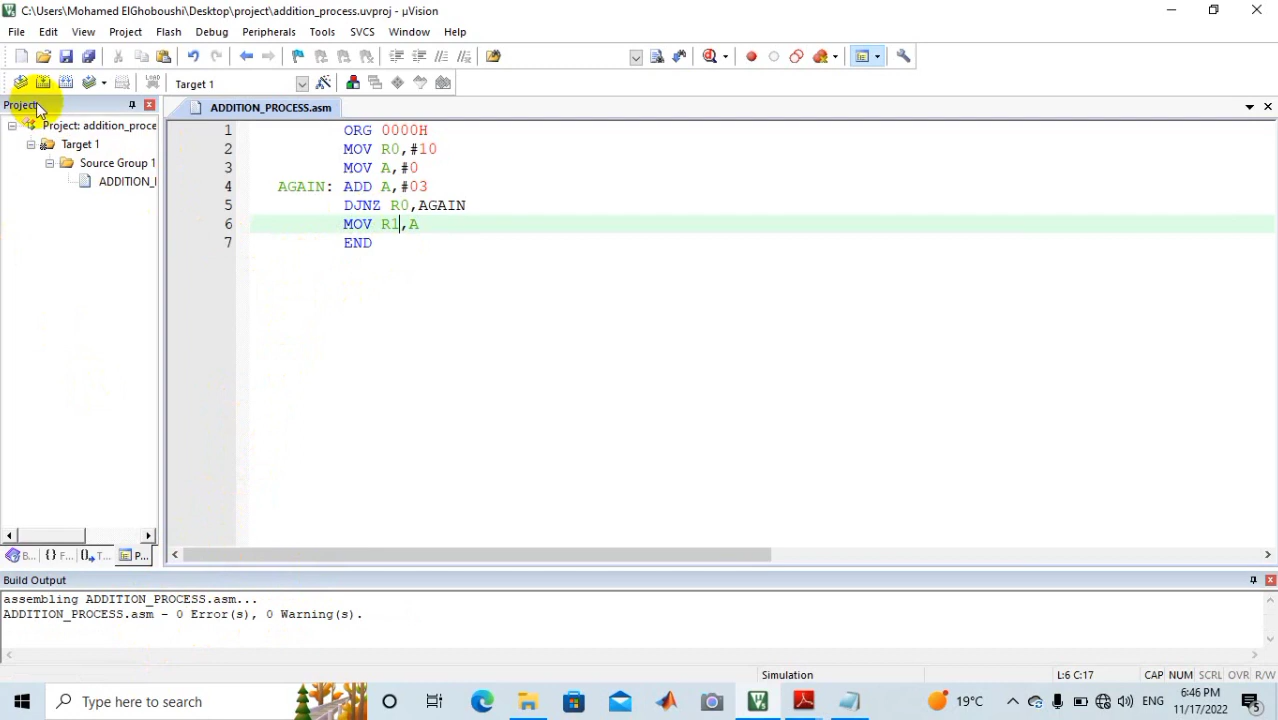 C:\Users\Mohamed ElGhoboushi\Desktop\project\addition_process.uvproj - µVision
File Edit View Project Flash Debug Peripherals Tools SVCS Window Help
LOAD Target 1
Project
ADDITION_PROCESS.asm
Project: addition_proce
Target 1
Source Group 1
ADDITION_I
1 ORG 0000H
2 MOV R0,#10
3 MOV A,#0
4 AGAIN: ADD A,#03
5 DJNZ R0,AGAIN
6 MOV R1,A
7 END
B... {} F... T... P...
Build Output
assembling ADDITION_PROCESS.asm...
ADDITION_PROCESS.asm - 0 Error(s), 0 Warning(s).
Simulation L:6 C:17 CAP NUM SCRL OVR R/W
Type here to search
19°C ENG 6:46 PM
11/17/2022
5